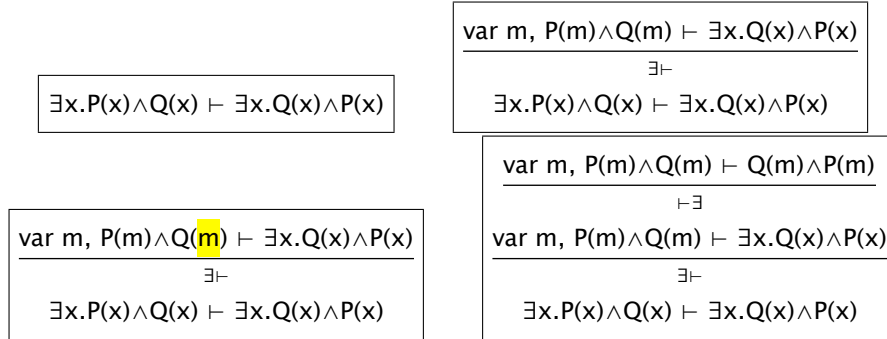 ∃x.P(x)∧Q(x) ⊢ ∃x.Q(x)∧P(x)
var m, P(m)∧Q(m) ⊢ ∃x.Q(x)∧P(x)
∃⊢
∃x.P(x)∧Q(x) ⊢ ∃x.Q(x)∧P(x)
var m, P(m)∧Q(m) ⊢ ∃x.Q(x)∧P(x)
∃⊢
∃x.P(x)∧Q(x) ⊢ ∃x.Q(x)∧P(x)
var m, P(m)∧Q(m) ⊢ Q(m)∧P(m)
⊢∃
var m, P(m)∧Q(m) ⊢ ∃x.Q(x)∧P(x)
∃⊢
∃x.P(x)∧Q(x) ⊢ ∃x.Q(x)∧P(x)